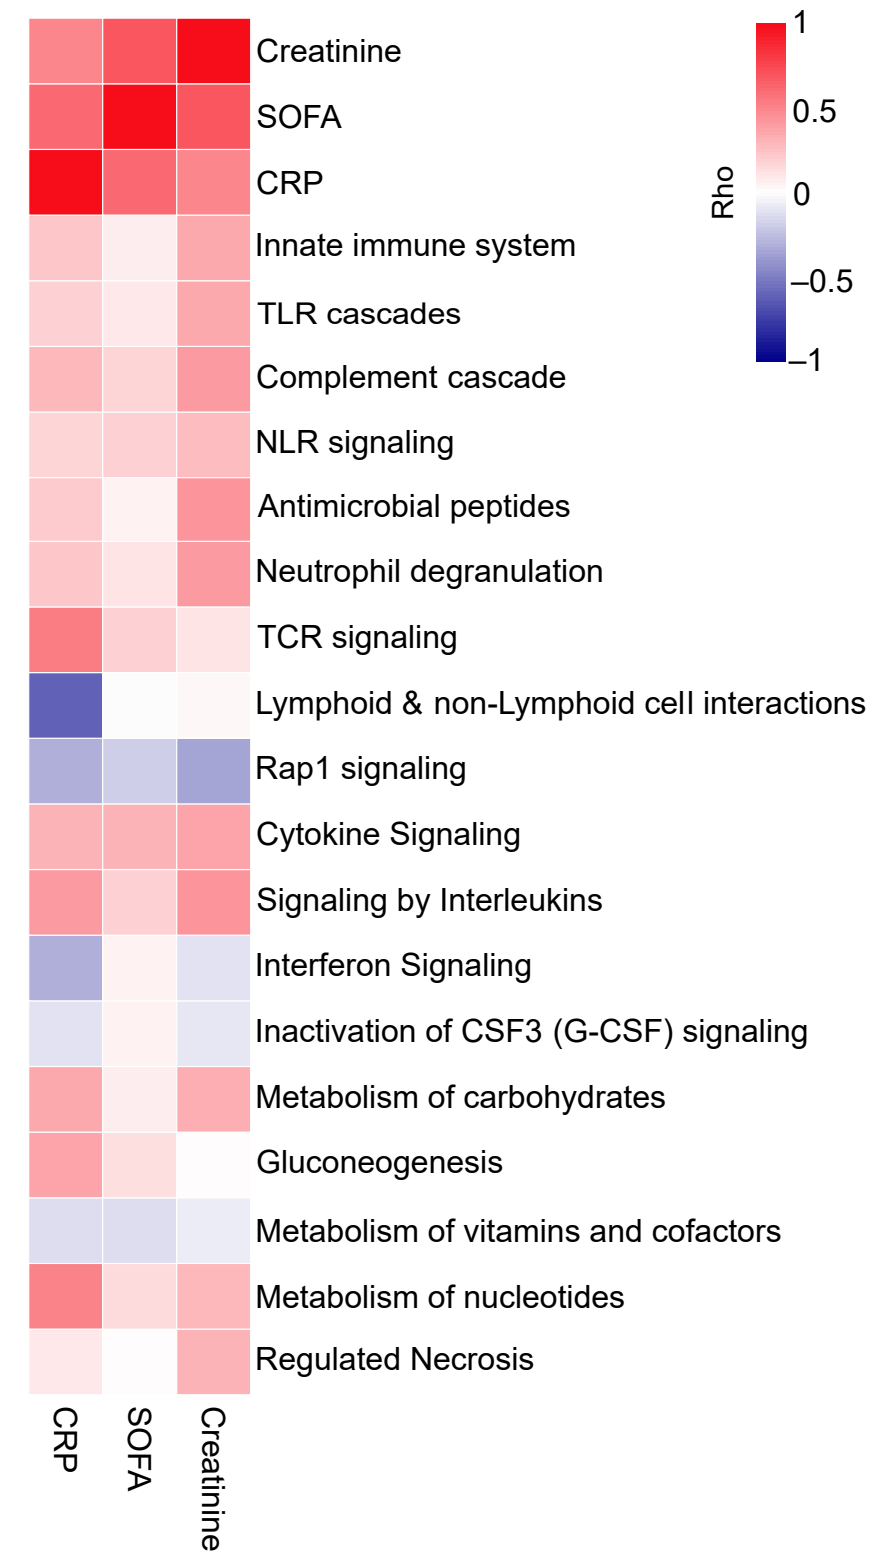 Creatinine
SOFA
CRP
Innate immune system
TLR cascades
Complement cascade
NLR signaling
Antimicrobial peptides
Neutrophil degranulation
TCR signaling
Lymphoid & non-Lymphoid cell interactions
Rap1 signaling
Cytokine Signaling
Signaling by Interleukins
Interferon Signaling
Inactivation of CSF3 (G-CSF) signaling
Metabolism of carbohydrates
Gluconeogenesis
Metabolism of vitamins and cofactors
Metabolism of nucleotides
Regulated Necrosis
CRP
SOFA
Creatinine
Rho
1
0.5
0
–0.5
–1